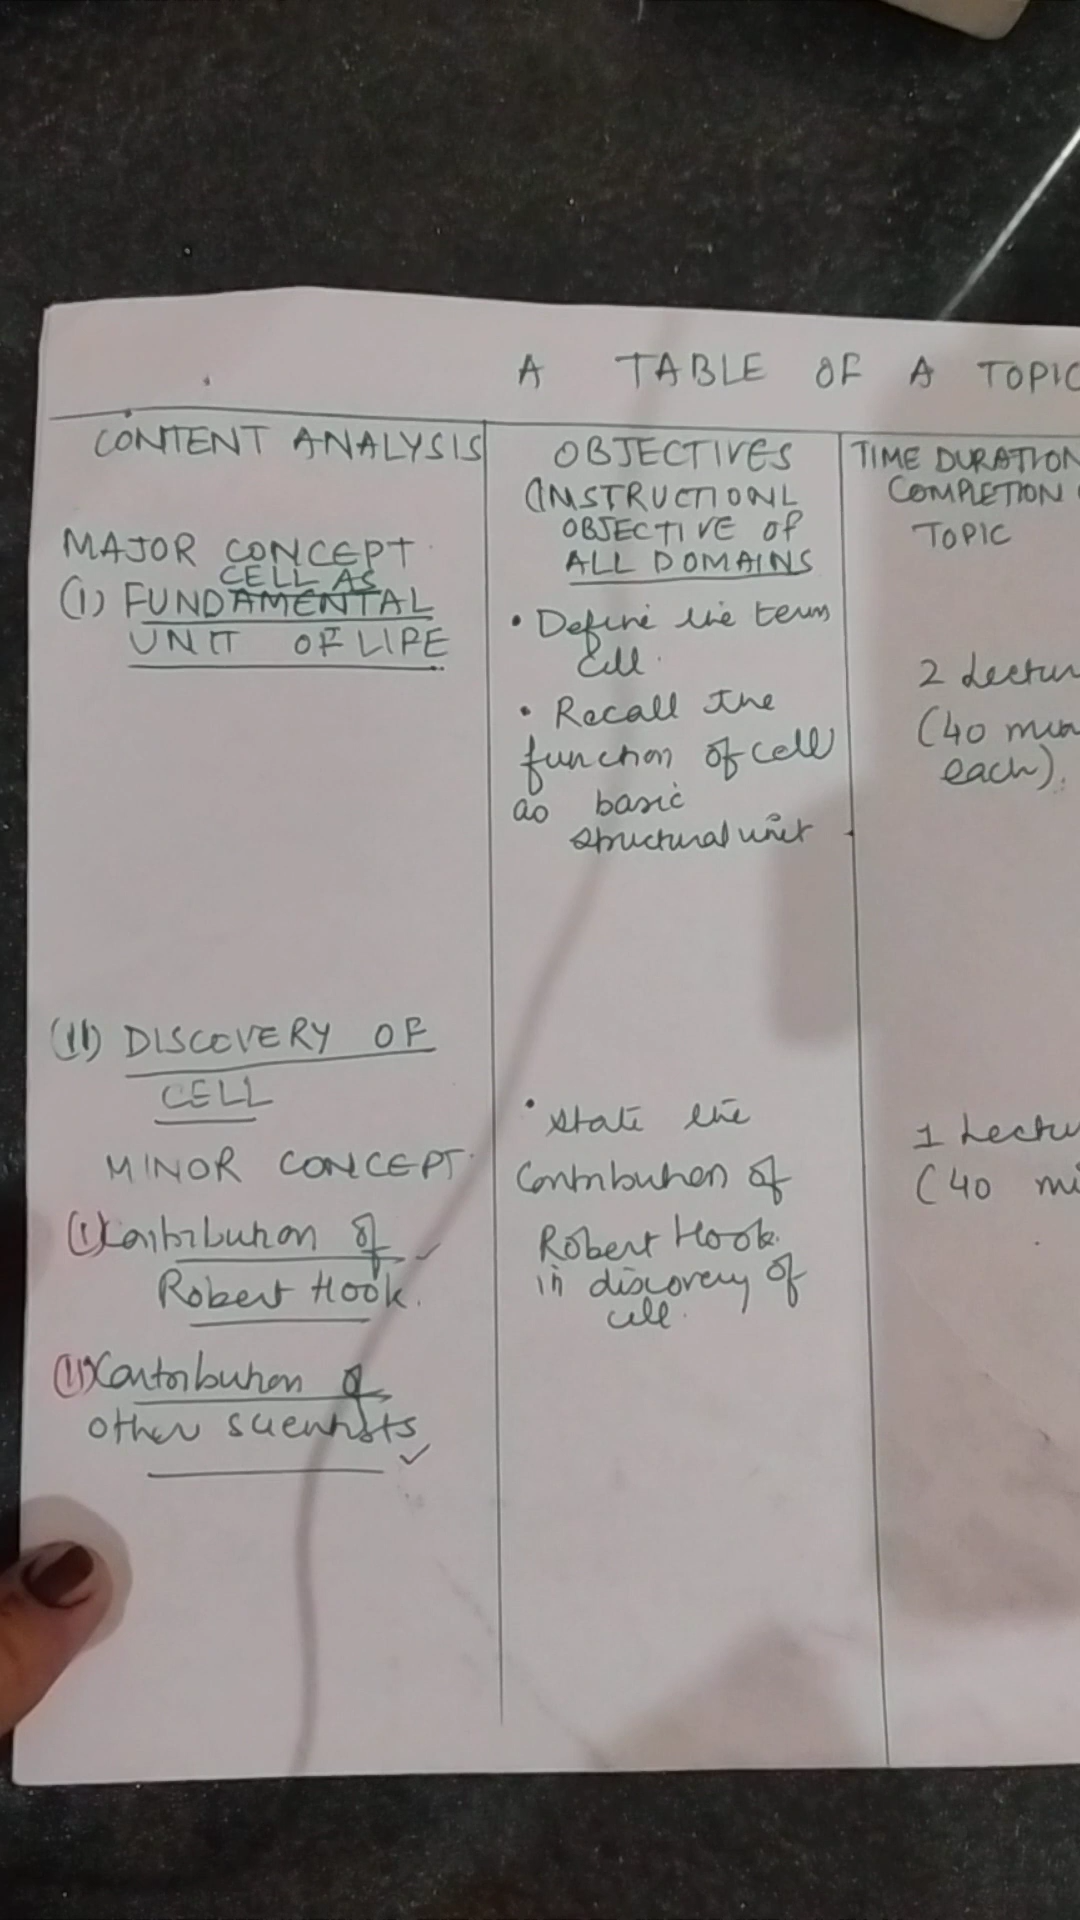 A TABLE OF A TOPIC
CONTENT ANALYSIS
MAJOR CONCEPT
CELL AS
(I) FUNDAMENTAL
UNIT OF LIFE
(II) DISCOVERY OF
CELL
MINOR CONCEPT
(I) Contribution of
Robert Hook.
(II) Contribution of
other scientists
OBJECTIVES
(INSTRUCTIONL
OBJECTIVE OF
ALL DOMAINS
• Define the term
Cell.
• Recall the
function of cell
as basic
structural unit
• State the
Contribution of
Robert Hook.
in discovery of
cell.
TIME DURATION
COMPLETION
TOPIC
2 Lectur
(40 min
each).
1 Lectu
(40 mi